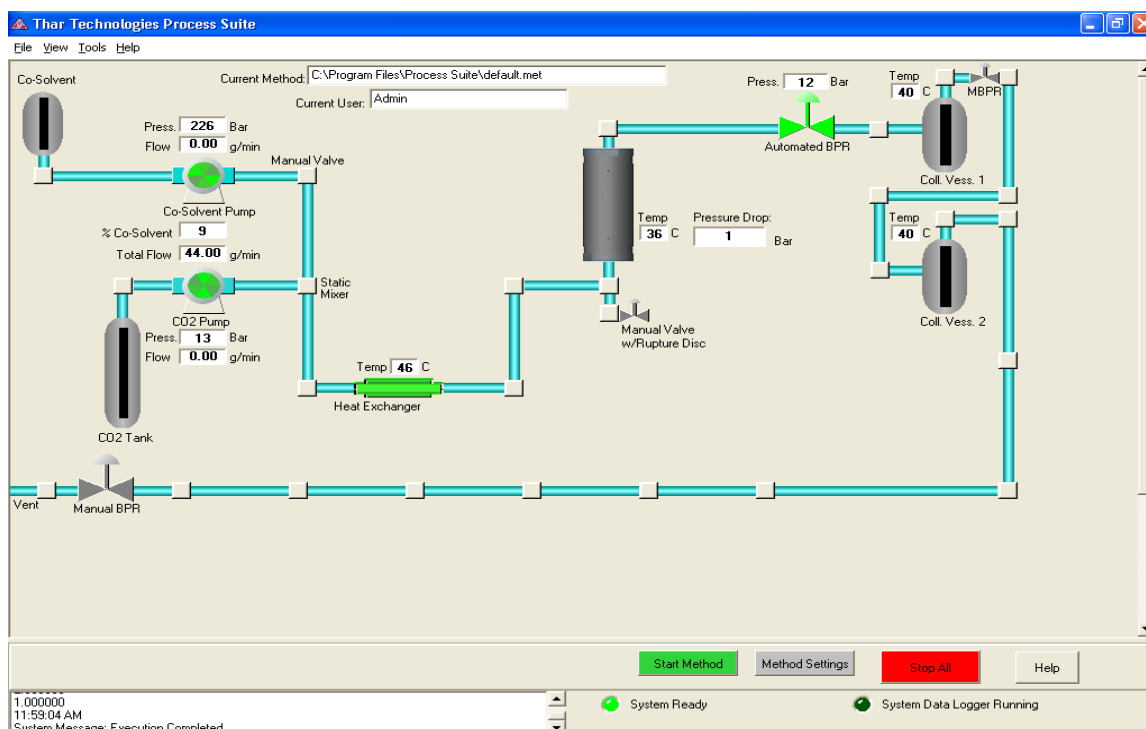 Thar Technologies Process Suite
File View Tools Help
Co-Solvent
Current Method: C:\Program Files\Process Suite\default.met
Current User: Admin
Press. 226 Bar
Flow 0.00 g/min
Manual Valve
Co-Solvent Pump
% Co-Solvent 9
Total Flow 44.00 g/min
Static
Mixer
CO2 Pump
Press. 13 Bar
Flow 0.00 g/min
CO2 Tank
Temp 46 C
Heat Exchanger
Temp
36 C
Pressure Drop:
1 Bar
Manual Valve
w/Rupture Disc
Press. 12 Bar
Automated BPR
Temp
40 C
MBPR
Coll. Vess. 1
Temp
40 C
Coll. Vess. 2
Vent
Manual BPR
Start Method
Method Settings
Stop All
Help
1.000000
11:59:04 AM
System Message: Execution Completed
System Ready
System Data Logger Running